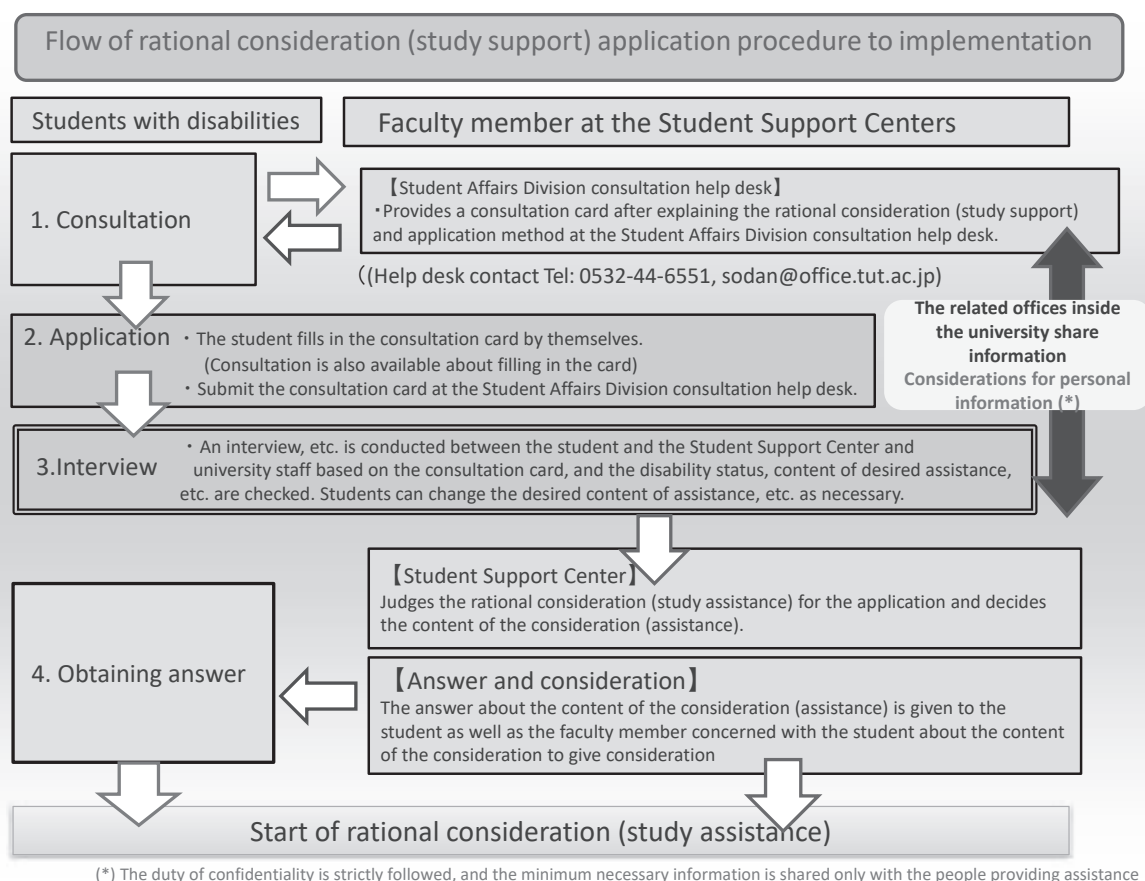 Flow of rational consideration (study support) application procedure to implementation
Students with disabilities
Faculty member at the Student Support Centers
1. Consultation
【Student Affairs Division consultation help desk】
・Provides a consultation card after explaining the rational consideration (study support)
and application method at the Student Affairs Division consultation help desk.
((Help desk contact Tel: 0532-44-6551, sodan@office.tut.ac.jp)
The related offices inside
the university share
information
Considerations for personal
information (*)
2. Application
・ The student fills in the consultation card by themselves.
(Consultation is also available about filling in the card)
・ Submit the consultation card at the Student Affairs Division consultation help desk.
3.Interview
・ An interview, etc. is conducted between the student and the Student Support Center and
university staff based on the consultation card, and the disability status, content of desired assistance,
etc. are checked. Students can change the desired content of assistance, etc. as necessary.
【Student Support Center】
Judges the rational consideration (study assistance) for the application and decides
the content of the consideration (assistance).
4. Obtaining answer
【Answer and consideration】
The answer about the content of the consideration (assistance) is given to the
student as well as the faculty member concerned with the student about the content
of the consideration to give consideration
Start of rational consideration (study assistance)
(*) The duty of confidentiality is strictly followed, and the minimum necessary information is shared only with the people providing assistance